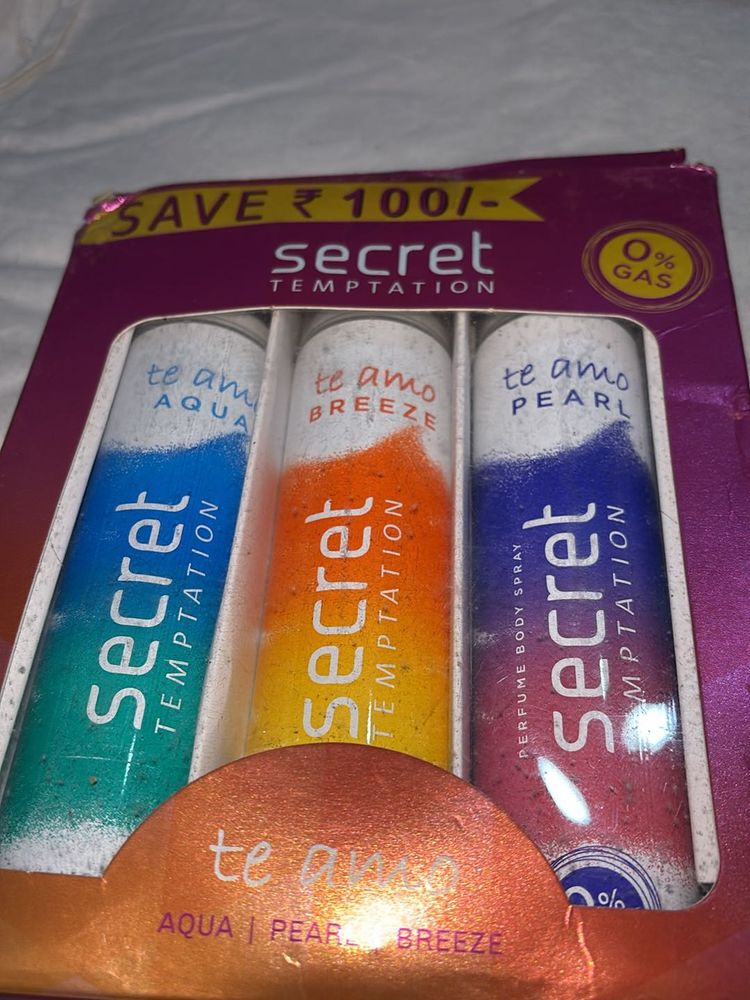 SAVE ₹ 100/-
secret
TEMPTATION
0%
GAS
te amo
AQUA
secret
TEMPTATION
te amo
BREEZE
secret
TEMPTATION
te amo
PEARL
PERFUME BODY SPRAY
secret
TEMPTATION
0%
te amo
AQUA | PEARL | BREEZE